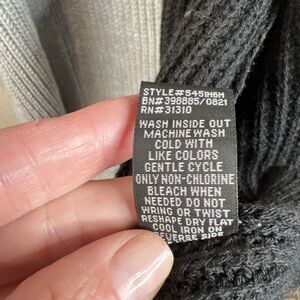 STYLE#S451H6H
BN#398885/0821
RN#31310
WASH INSIDE OUT
MACHINE WASH
COLD WITH
LIKE COLORS
GENTLE CYCLE
ONLY NON-CHLORINE
BLEACH WHEN
NEEDED DO NOT
WRING OR TWIST
RESHAPE DRY FLAT
COOL IRON ON
REVERSE SIDE